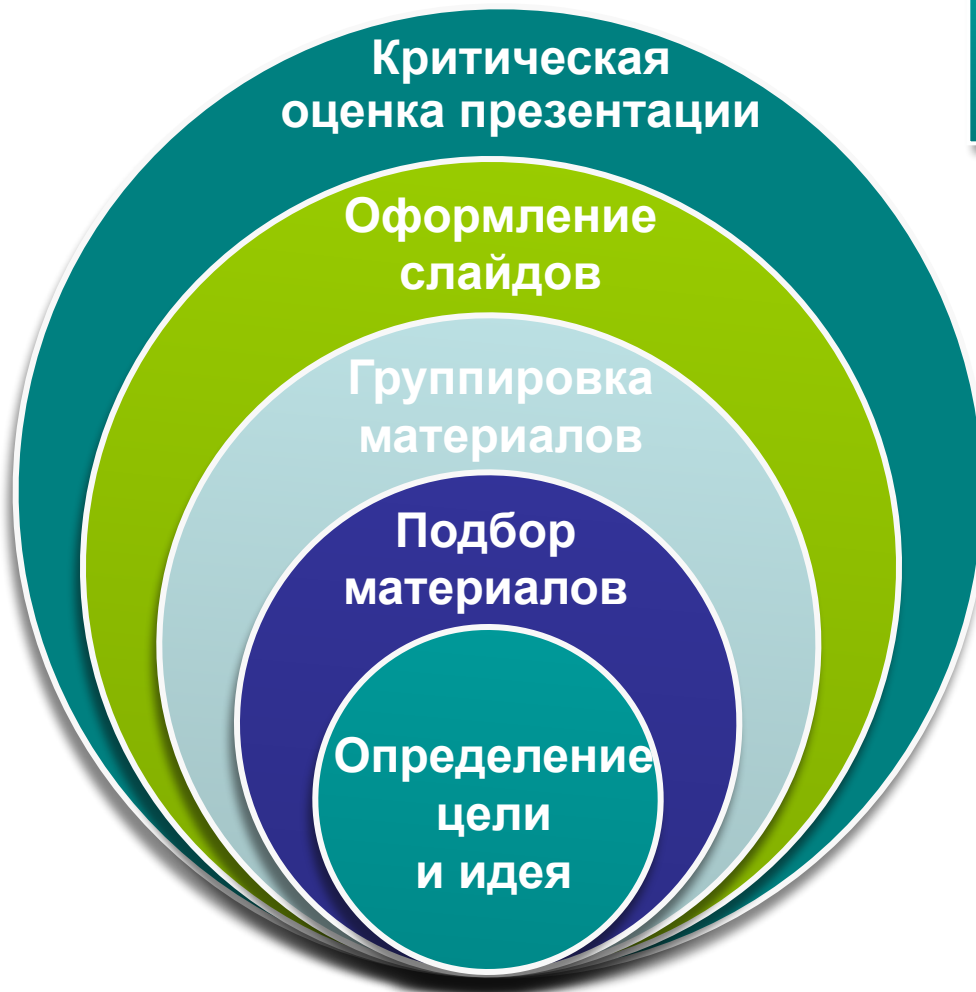 Критическая
оценка презентации
Оформление
слайдов
Группировка
материалов
Подбор
материалов
Определение
цели
и идея